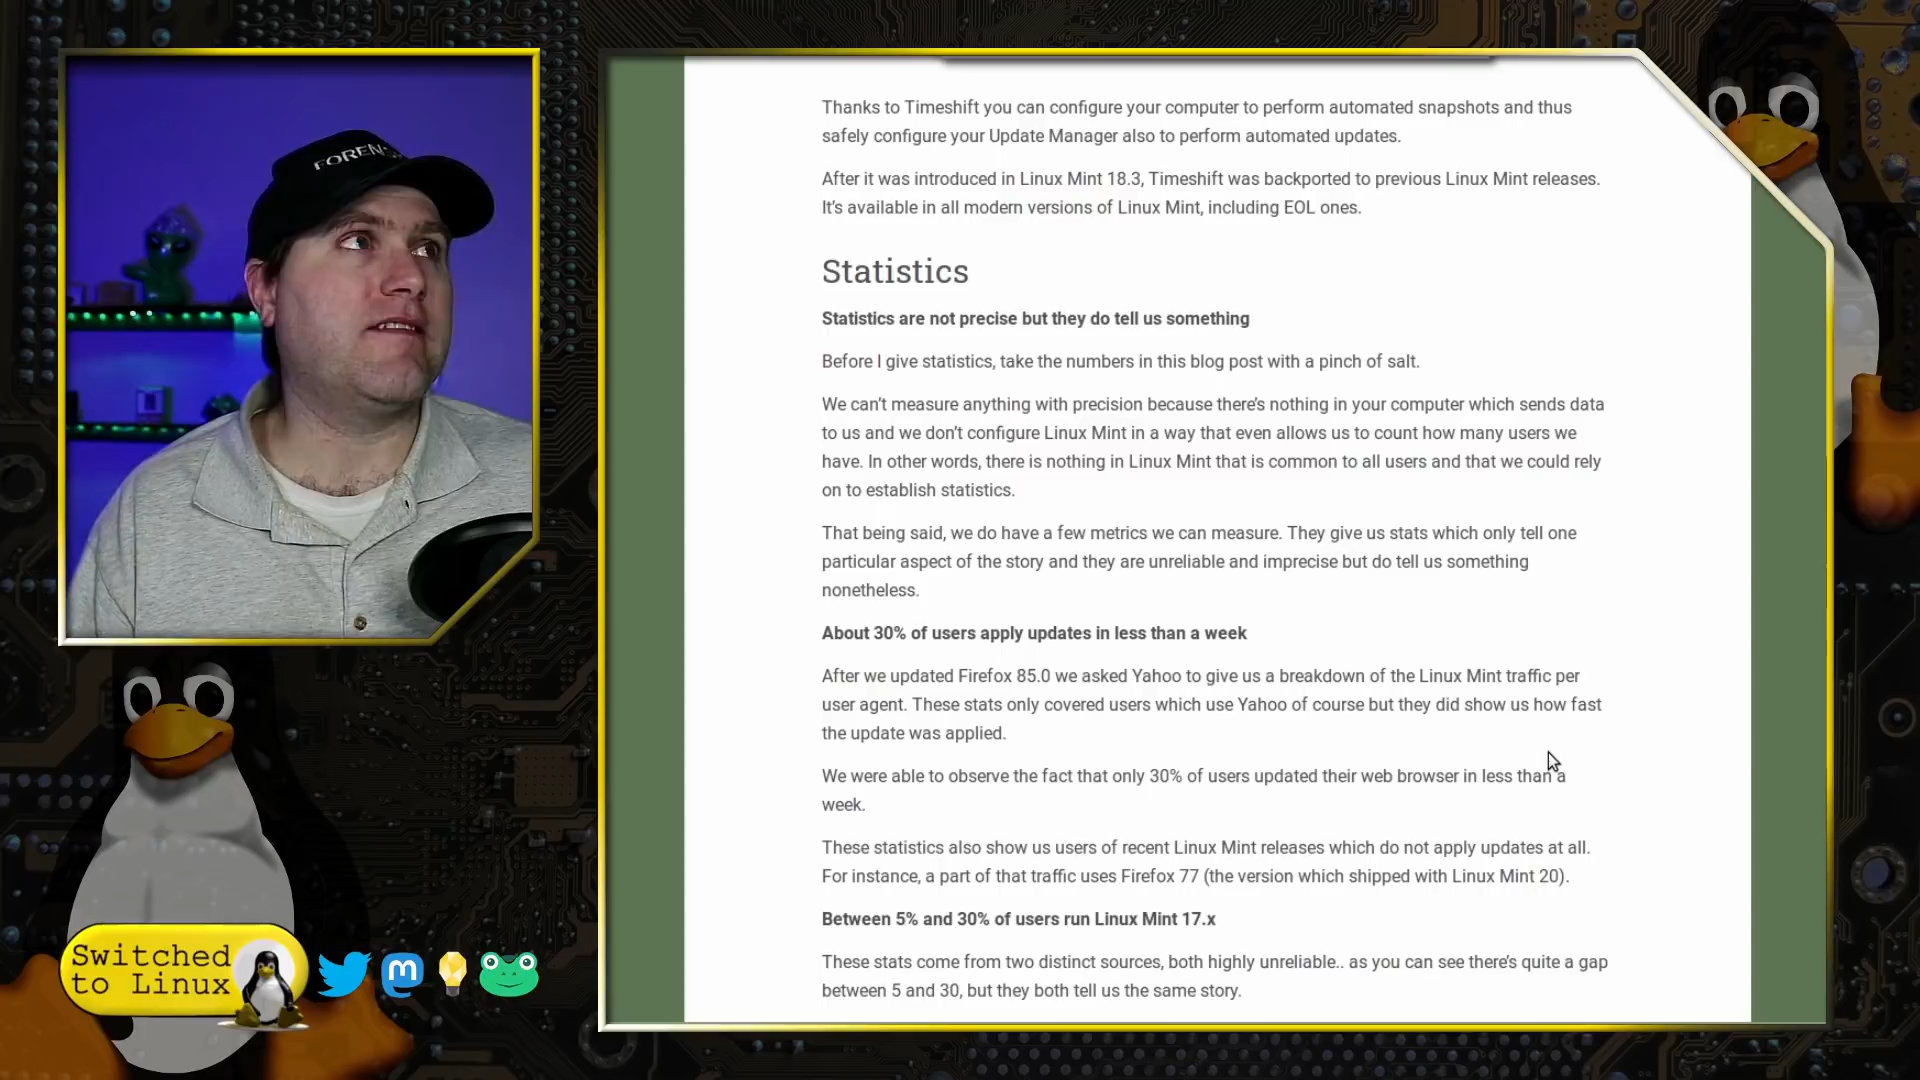 FOREN
Thanks to Timeshift you can configure your computer to perform automated snapshots and thus
safely configure your Update Manager also to perform automated updates.
After it was introduced in Linux Mint 18.3, Timeshift was backported to previous Linux Mint releases.
It’s available in all modern versions of Linux Mint, including EOL ones.
Statistics
Statistics are not precise but they do tell us something
Before I give statistics, take the numbers in this blog post with a pinch of salt.
We can’t measure anything with precision because there’s nothing in your computer which sends data
to us and we don’t configure Linux Mint in a way that even allows us to count how many users we
have. In other words, there is nothing in Linux Mint that is common to all users and that we could rely
on to establish statistics.
That being said, we do have a few metrics we can measure. They give us stats which only tell one
particular aspect of the story and they are unreliable and imprecise but do tell us something
nonetheless.
About 30% of users apply updates in less than a week
After we updated Firefox 85.0 we asked Yahoo to give us a breakdown of the Linux Mint traffic per
user agent. These stats only covered users which use Yahoo of course but they did show us how fast
the update was applied.
We were able to observe the fact that only 30% of users updated their web browser in less than a
week.
These statistics also show us users of recent Linux Mint releases which do not apply updates at all.
For instance, a part of that traffic uses Firefox 77 (the version which shipped with Linux Mint 20).
Between 5% and 30% of users run Linux Mint 17.x
These stats come from two distinct sources, both highly unreliable.. as you can see there’s quite a gap
between 5 and 30, but they both tell us the same story.
Switched
to Linux